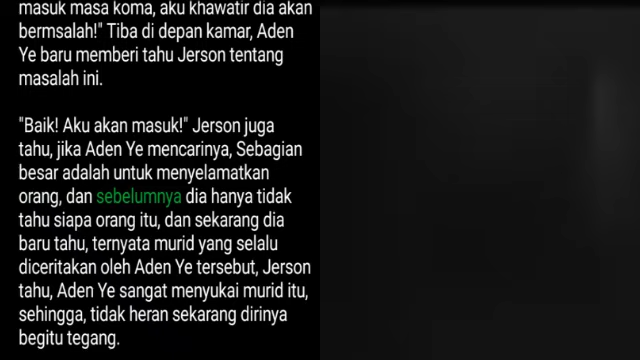 masuk masa koma, aku khawatir dia akan
bermsalah!" Tiba di depan kamar, Aden
Ye baru memberi tahu Jerson tentang
masalah ini.
"Baik! Aku akan masuk!" Jerson juga
tahu, jika Aden Ye mencarinya, Sebagian
besar adalah untuk menyelamatkan
orang, dan sebelumnya dia hanya tidak
tahu siapa orang itu, dan sekarang dia
baru tahu, ternyata murid yang selalu
diceritakan oleh Aden Ye tersebut, Jerson
tahu, Aden Ye sangat menyukai murid itu,
sehingga, tidak heran sekarang dirinya
begitu tegang.